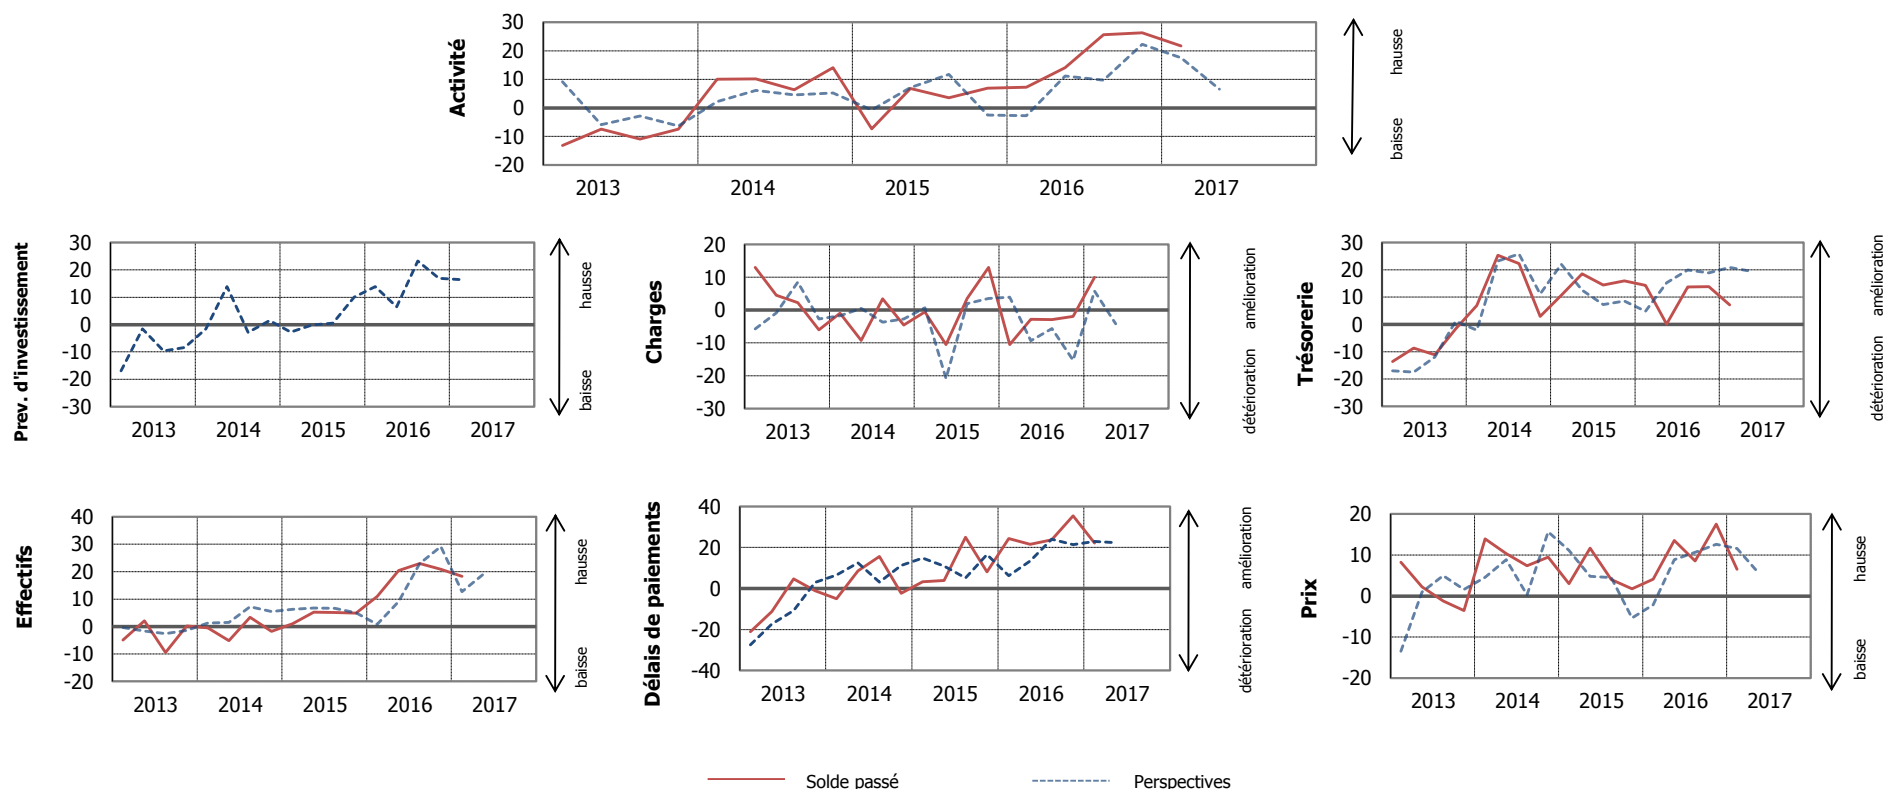 Activité
30
20
10
0
-10
-20
2013 2014 2015 2016 2017
hausse
baisse
Prev. d'investissement
30
20
10
0
-10
-20
-30
2013 2014 2015 2016 2017
hausse
baisse
Charges
20
10
0
-10
-20
-30
2013 2014 2015 2016 2017
amélioration
détérioration
Trésorerie
30
20
10
0
-10
-20
-30
2013 2014 2015 2016 2017
amélioration
détérioration
Effectifs
40
30
20
10
0
-10
-20
2013 2014 2015 2016 2017
hausse
baisse
Délais de paiements
40
20
0
-20
-40
2013 2014 2015 2016 2017
amélioration
détérioration
Prix
20
10
0
-10
-20
2013 2014 2015 2016 2017
hausse
baisse
Solde passé Perspectives